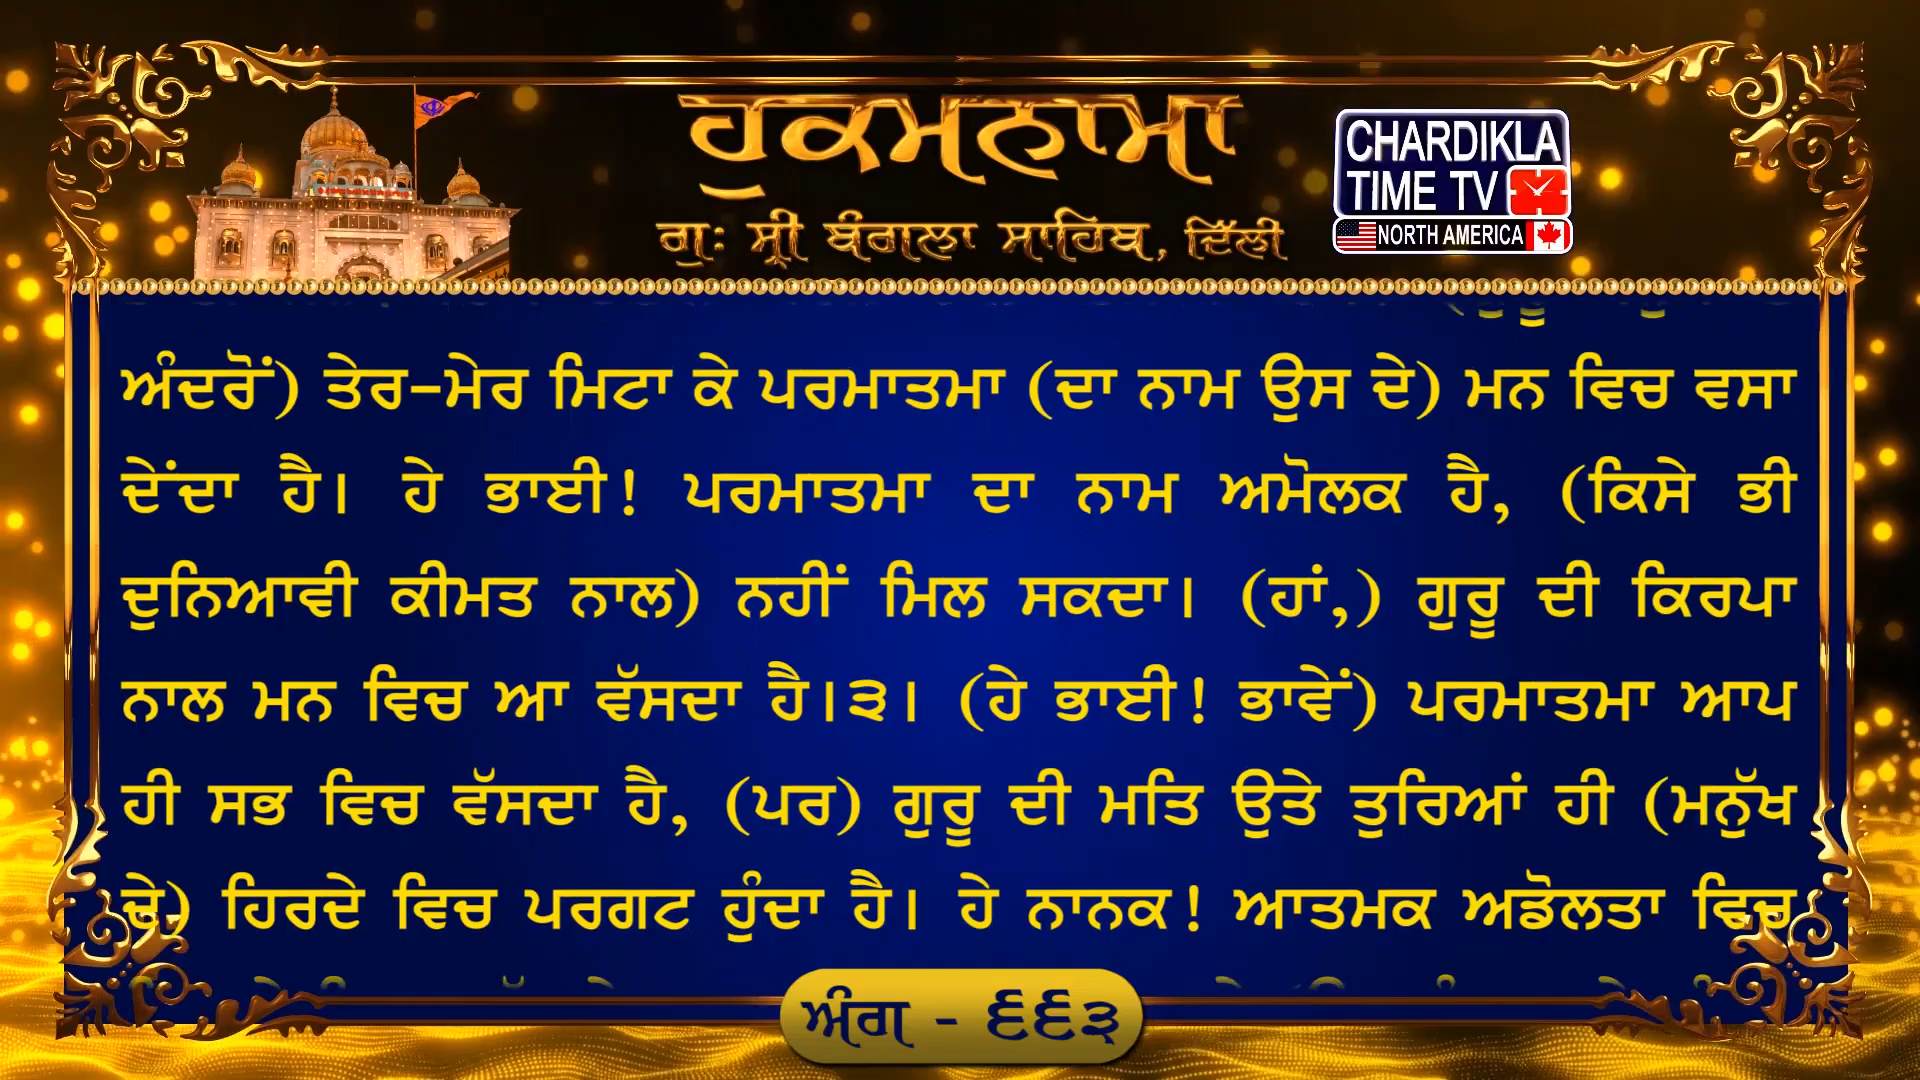 ਹੁਕਮਨਾਮਾ
ਗੁਃ ਸ੍ਰੀ ਬੰਗਲਾ ਸਾਹਿਬ, ਦਿੱਲੀ
CHARDIKLA
TIME TV
NORTH AMERICA
ਅੰਦਰੋਂ) ਤੇਰ-ਮੇਰ ਮਿਟਾ ਕੇ ਪਰਮਾਤਮਾ (ਦਾ ਨਾਮ ਉਸ ਦੇ) ਮਨ ਵਿਚ ਵਸਾ
ਦੇਂਦਾ ਹੈ। ਹੇ ਭਾਈ! ਪਰਮਾਤਮਾ ਦਾ ਨਾਮ ਅਮੋਲਕ ਹੈ, (ਕਿਸੇ ਭੀ
ਦੁਨਿਆਵੀ ਕੀਮਤ ਨਾਲ) ਨਹੀਂ ਮਿਲ ਸਕਦਾ। (ਹਾਂ,) ਗੁਰੂ ਦੀ ਕਿਰਪਾ
ਨਾਲ ਮਨ ਵਿਚ ਆ ਵੱਸਦਾ ਹੈ।੩। (ਹੇ ਭਾਈ! ਭਾਵੇਂ) ਪਰਮਾਤਮਾ ਆਪ
ਹੀ ਸਭ ਵਿਚ ਵੱਸਦਾ ਹੈ, (ਪਰ) ਗੁਰੂ ਦੀ ਮਤਿ ਉਤੇ ਤੁਰਿਆਂ ਹੀ (ਮਨੁੱਖ
ਦੇ) ਹਿਰਦੇ ਵਿਚ ਪਰਗਟ ਹੁੰਦਾ ਹੈ। ਹੇ ਨਾਨਕ! ਆਤਮਕ ਅਡੋਲਤਾ ਵਿਚ
ਅੰਗ - ੬੬੩